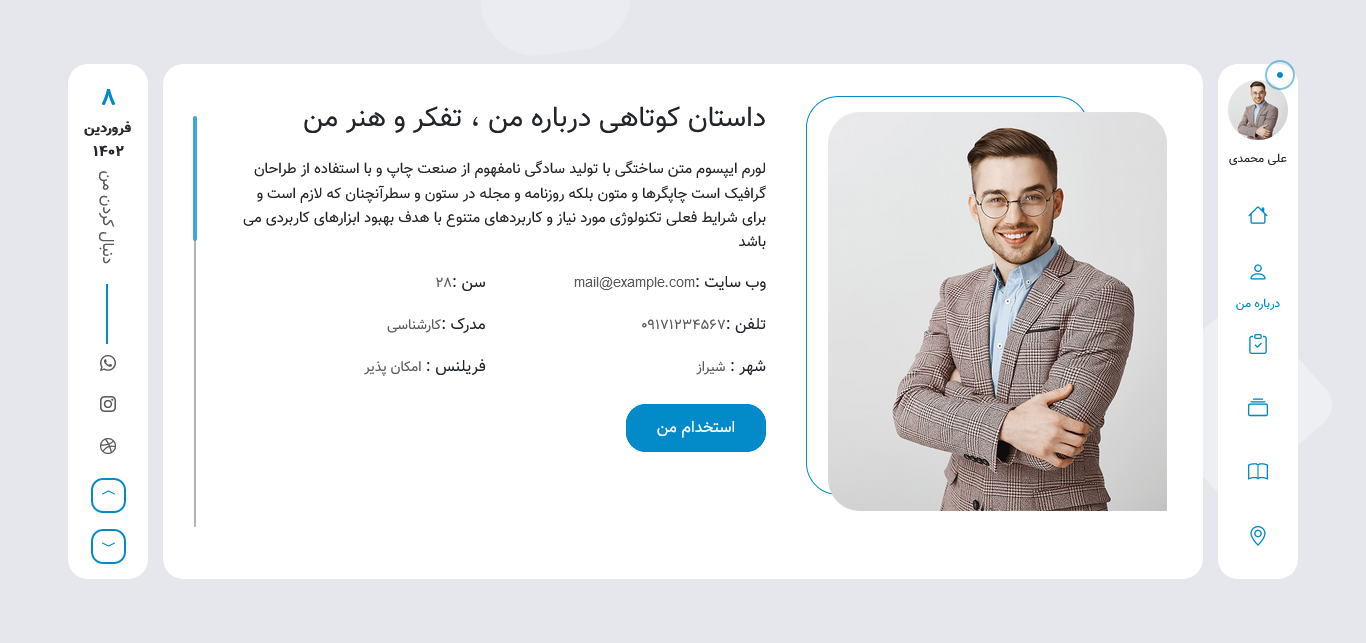 علی محمدی
درباره من
داستان کوتاهی درباره من ، تفکر و هنر من
لورم ایپسوم متن ساختگی با تولید سادگی نامفهوم از صنعت چاپ و با استفاده از طراحان
گرافیک است چاپگرها و متون بلکه روزنامه و مجله در ستون و سطرآنچنان که لازم است و
برای شرایط فعلی تکنولوژی مورد نیاز و کاربردهای متنوع با هدف بهبود ابزارهای کاربردی می
باشد
وب سایت :mail@example.com
سن :۲۸
تلفن :۰۹۱۷۱۲۳۴۵۶۷
مدرک :کارشناسی
شهر : شیراز
فریلنس : امکان پذیر
استخدام من
۸
فروردین
۱۴۰۲
دنبال کردن من